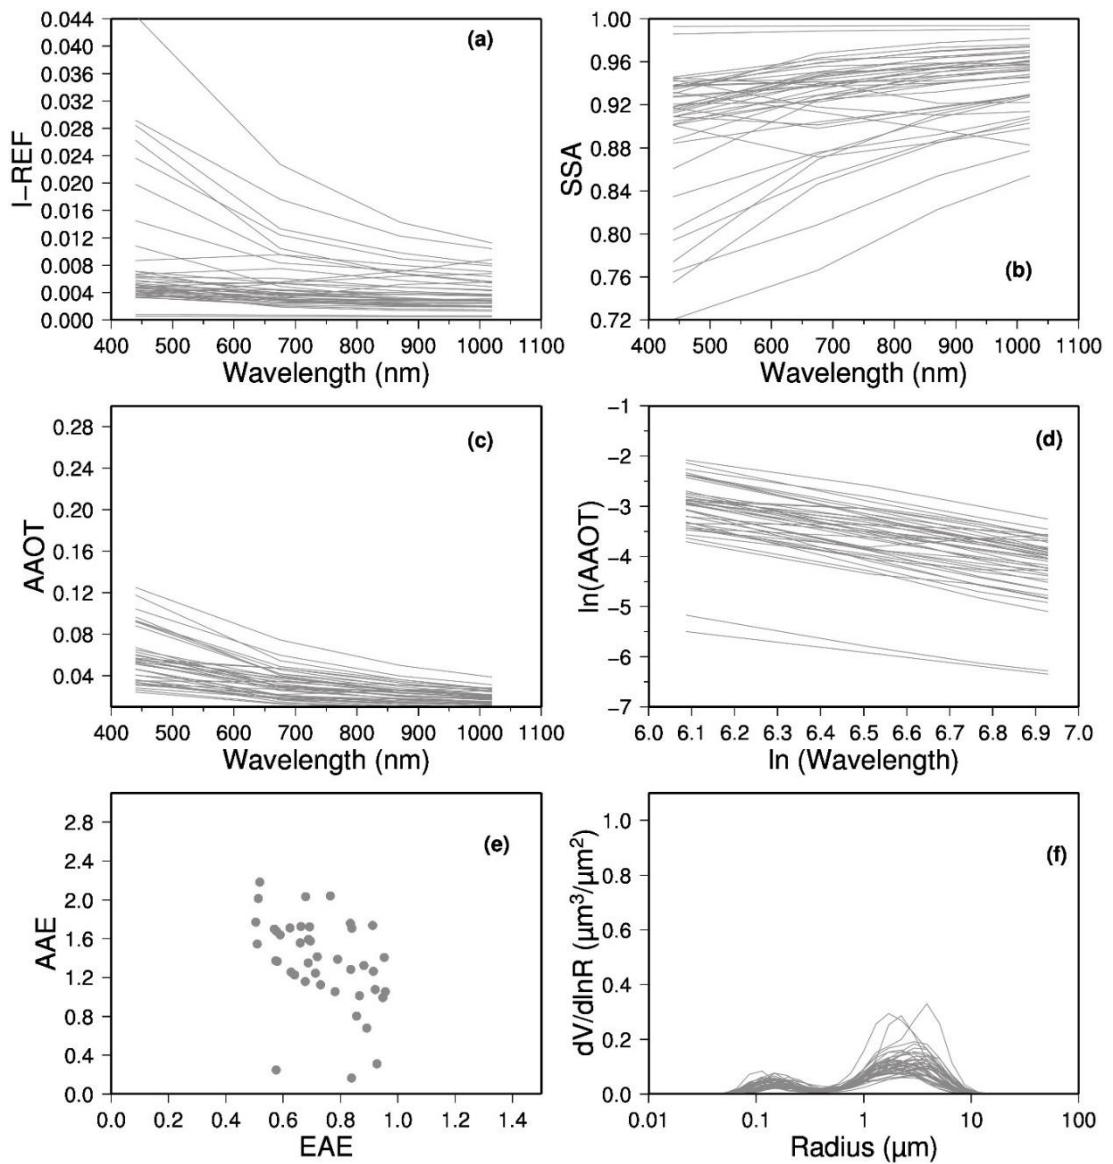 0.044
0.040
0.036
0.032
0.028
0.024
0.020
0.016
0.012
0.008
0.004
0.000
I−REF
(a)
400 500 600 700 800 900 1000 1100
Wavelength (nm)
1.00
0.96
0.92
0.88
0.84
0.80
0.76
0.72
SSA
(b)
400 500 600 700 800 900 1000 1100
Wavelength (nm)
0.28
0.24
0.20
0.16
0.12
0.08
0.04
AAOT
(c)
400 500 600 700 800 900 1000 1100
Wavelength (nm)
−1
−2
−3
−4
−5
−6
−7
ln(AAOT)
(d)
6.0 6.1 6.2 6.3 6.4 6.5 6.6 6.7 6.8 6.9 7.0
ln (Wavelength)
2.8
2.4
2.0
1.6
1.2
0.8
0.4
0.0
AAE
(e)
0.0 0.2 0.4 0.6 0.8 1.0 1.2 1.4
EAE
1.0
0.8
0.6
0.4
0.2
0.0
dV/dlnR (µm³/µm²)
(f)
0.01 0.1 1 10 100
Radius (µm)